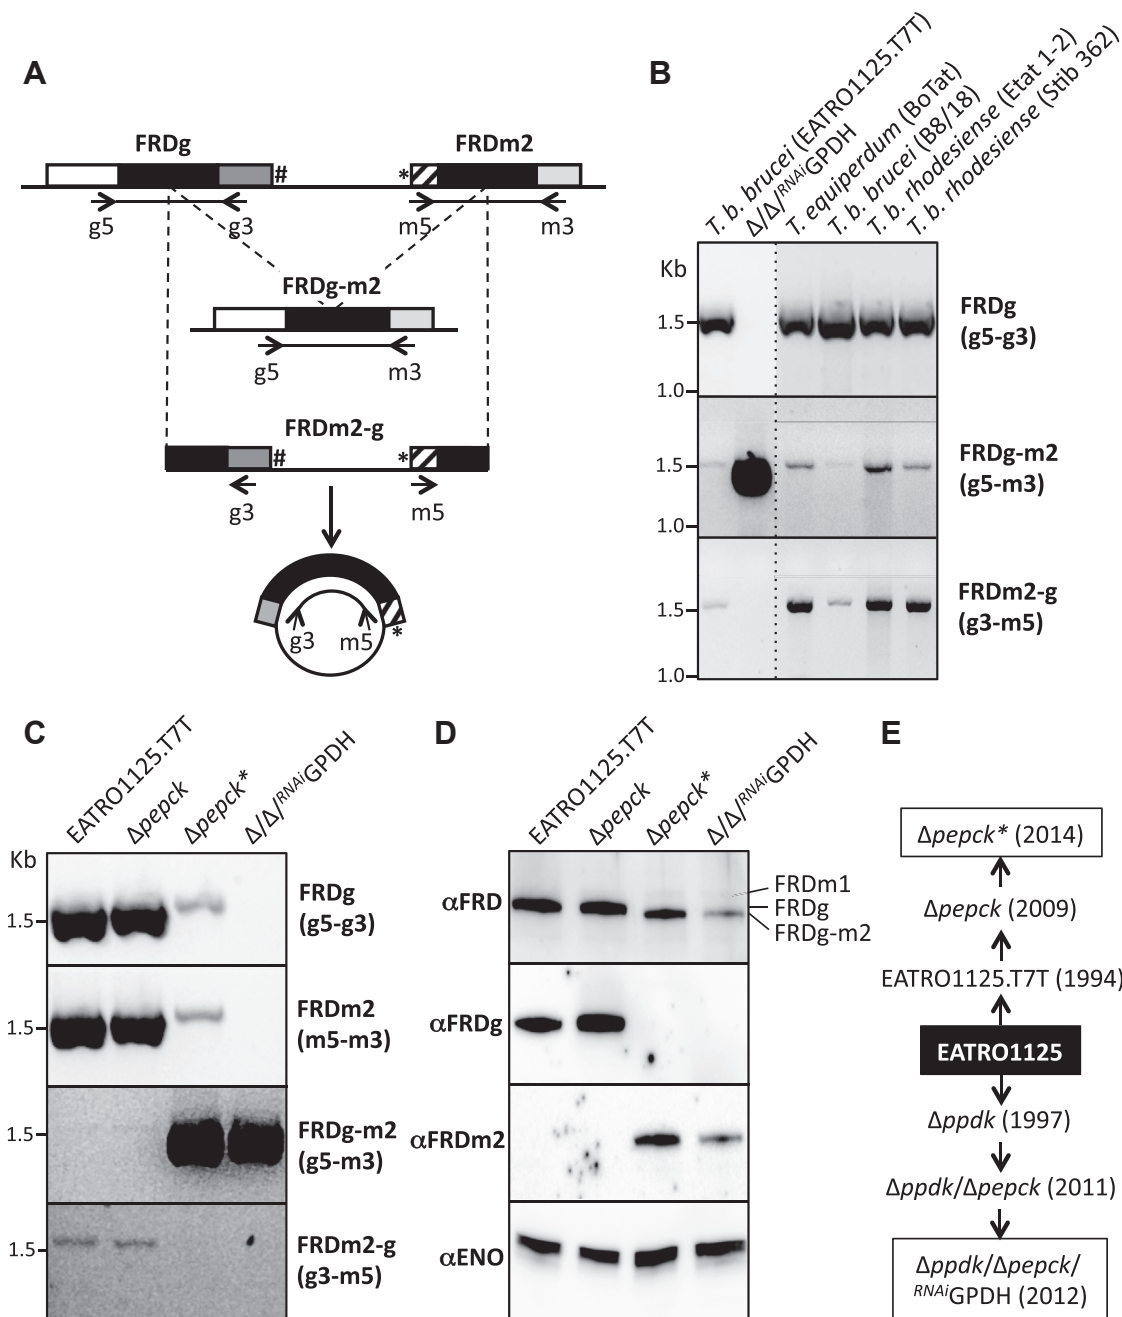 A
FRDg
FRDm2
#
*
g5
g3
m5
m3
FRDg-m2
g5
m3
FRDm2-g
#
*
g3
m5
g3
m5
*
B
T. b. brucei (EATRO1125.T7T)
Δ/Δ/RNAiGPDH
T. equiperdum (BoTat)
T. b. brucei (B8/18)
T. b. rhodesiense (Etat 1-2)
T. b. rhodesiense (Stib 362)
Kb
1.5
1.0
FRDg
(g5-g3)
1.5
1.0
FRDg-m2
(g5-m3)
1.5
1.0
FRDm2-g
(g3-m5)
C
EATRO1125.T7T
Δpepck
Δpepck*
Δ/Δ/RNAiGPDH
Kb
1.5
FRDg
(g5-g3)
1.5
FRDm2
(m5-m3)
1.5
FRDg-m2
(g5-m3)
1.5
FRDm2-g
(g3-m5)
D
EATRO1125.T7T
Δpepck
Δpepck*
Δ/Δ/RNAiGPDH
αFRD
FRDm1
FRDg
FRDg-m2
αFRDg
αFRDm2
αENO
E
Δpepck* (2014)
Δpepck (2009)
EATRO1125.T7T (1994)
EATRO1125
Δppdk (1997)
Δppdk/Δpepck (2011)
Δppdk/Δpepck/
RNAiGPDH (2012)